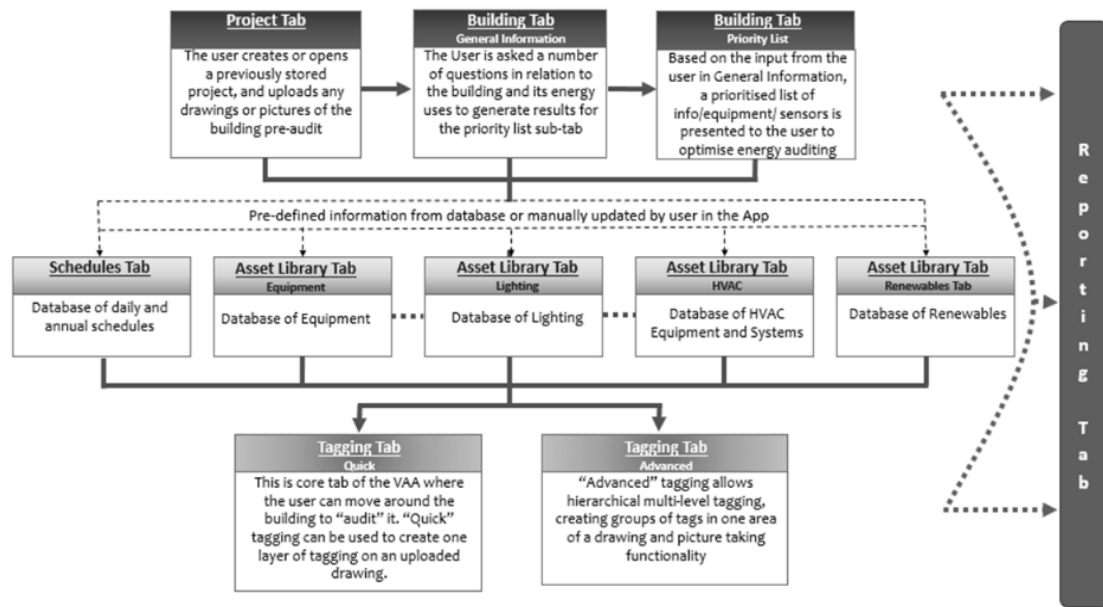 Project Tab
The user creates or opens
a previously stored
project, and uploads any
drawings or pictures of the
building pre-audit
Building Tab
General Information
The User is asked a number
of questions in relation to
the building and its energy
uses to generate results for
the priority list sub-tab
Building Tab
Priority List
Based on the input from the
user in General Information,
a prioritised list of
info/equipment/ sensors is
presented to the user to
optimise energy auditing
Pre-defined information from database or manually updated by user in the App
Schedules Tab
Database of daily and
annual schedules
Asset Library Tab
Equipment
Database of Equipment
Asset Library Tab
Lighting
Database of Lighting
Asset Library Tab
HVAC
Database of HVAC
Equipment and Systems
Asset Library Tab
Renewables Tab
Database of Renewables
Tagging Tab
Quick
This is core tab of the VAA where
the user can move around the
building to “audit” it. “Quick”
tagging can be used to create one
layer of tagging on an uploaded
drawing.
Tagging Tab
Advanced
“Advanced” tagging allows
hierarchical multi-level tagging,
creating groups of tags in one area
of a drawing and picture taking
functionality
Reporting Tab